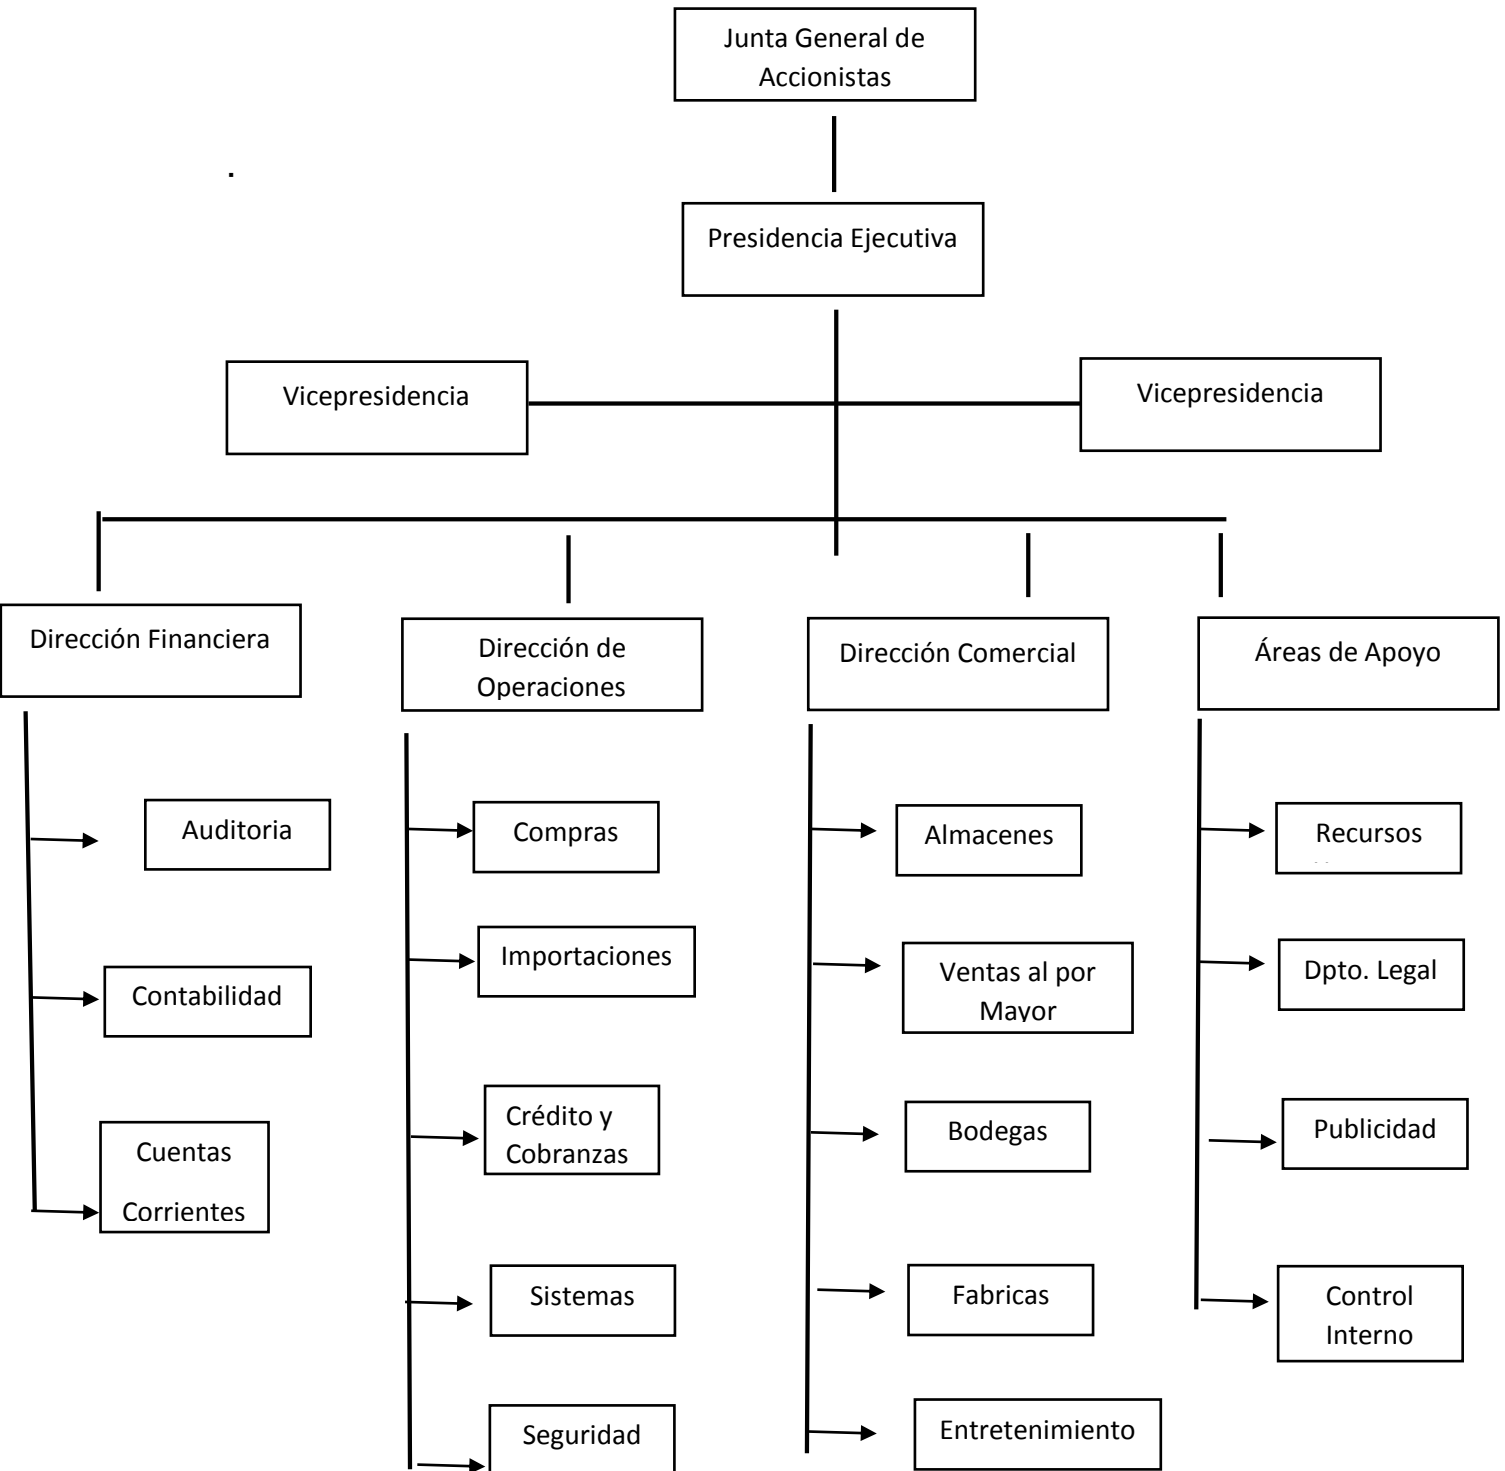 Junta General de
Accionistas
.
Presidencia Ejecutiva
Vicepresidencia
Vicepresidencia
Dirección Financiera
Dirección de
Operaciones
Dirección Comercial
Áreas de Apoyo
Auditoria
Contabilidad
Cuentas
Corrientes
Compras
Importaciones
Crédito y
Cobranzas
Sistemas
Seguridad
Almacenes
Ventas al por
Mayor
Bodegas
Fabricas
Entretenimiento
Recursos
Dpto. Legal
Publicidad
Control
Interno